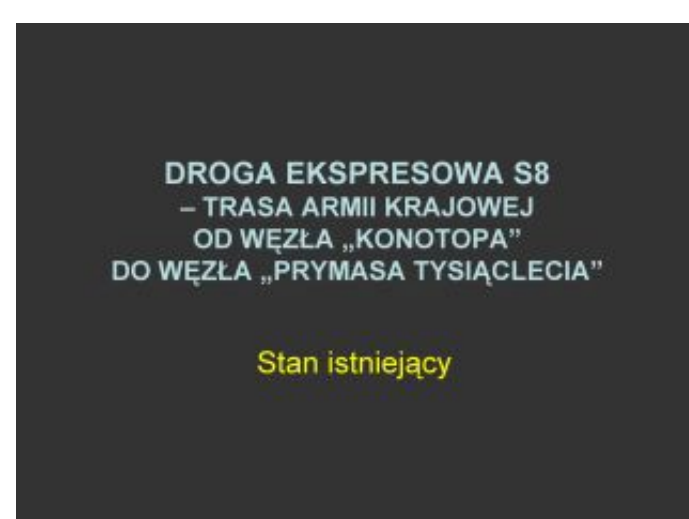 DROGA EKSPRESOWA S8
– TRASA ARMII KRAJOWEJ
OD WĘZŁA „KONOTOPA”
DO WĘZŁA „PRYMASA TYSIĄCLECIA”
Stan istniejący